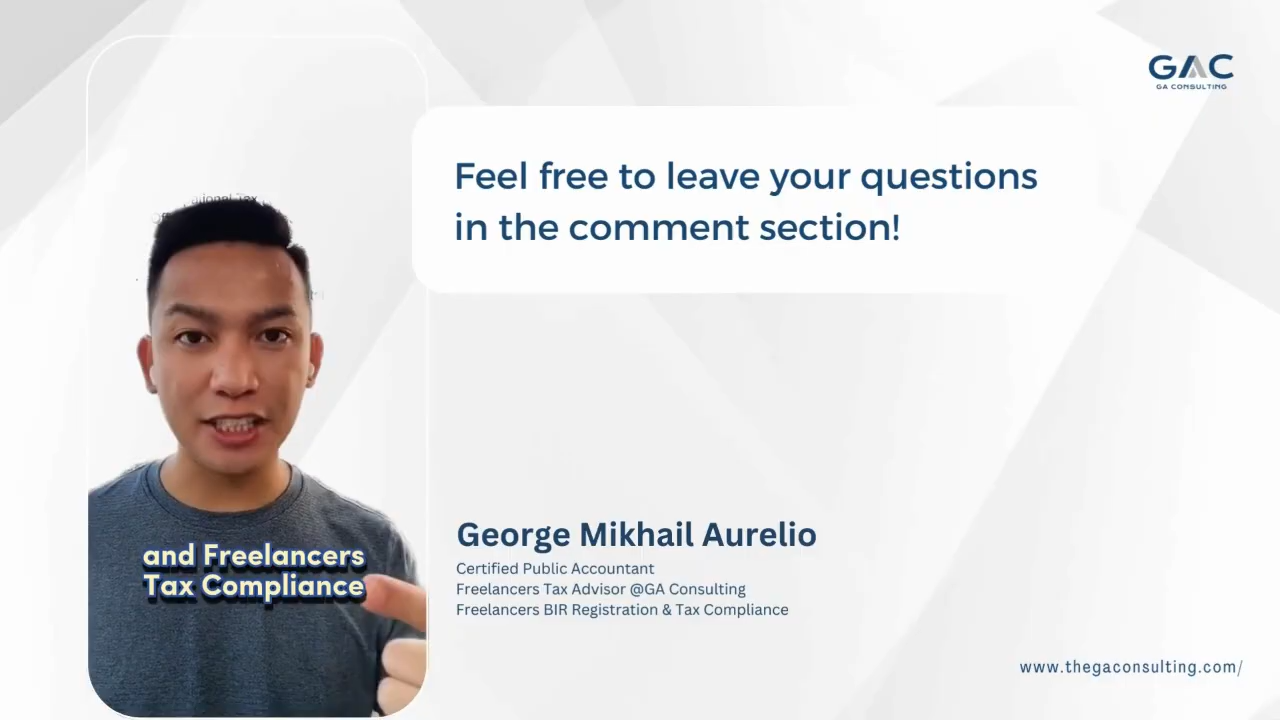 GAC
GA CONSULTING
Feel free to leave your questions
in the comment section!
and Freelancers
Tax Compliance
George Mikhail Aurelio
Certified Public Accountant
Freelancers Tax Advisor @GA Consulting
Freelancers BIR Registration & Tax Compliance
www.thegaconsulting.com/